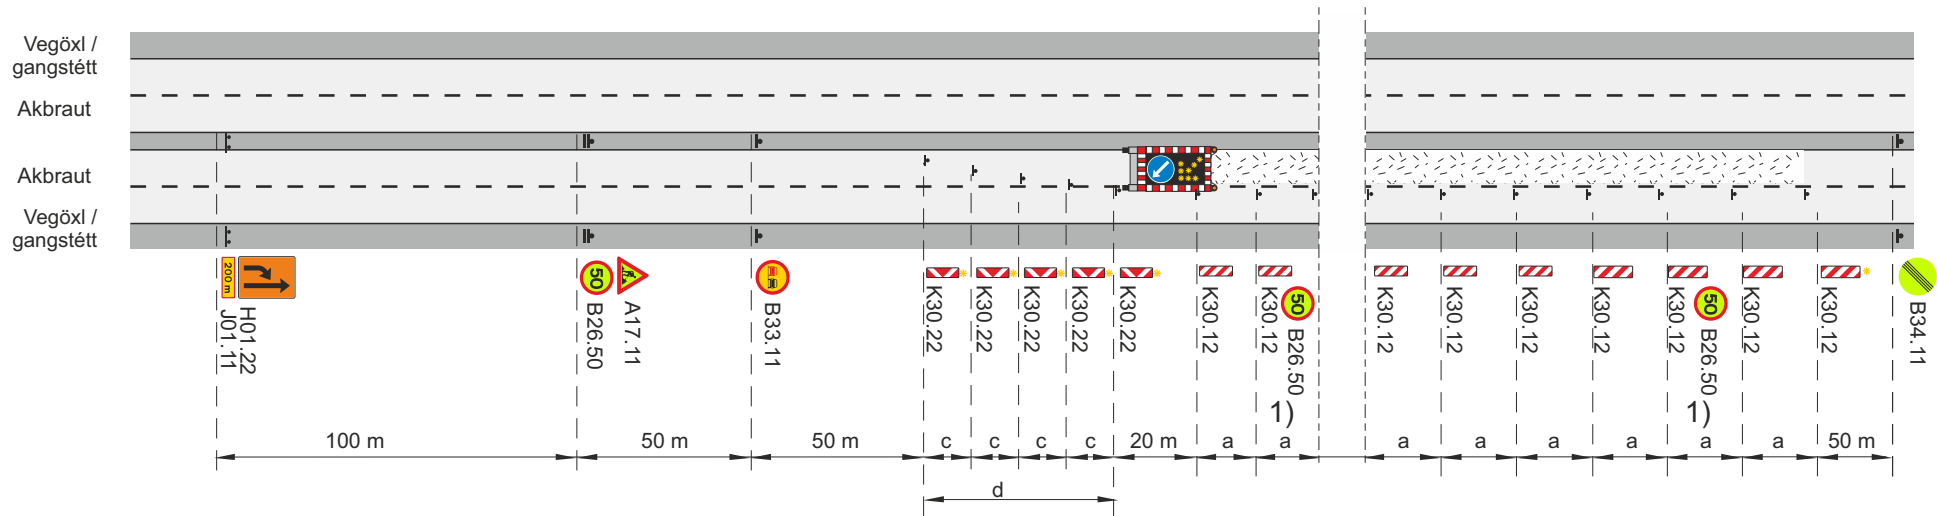 Vegöxl /
gangstétt
Akbraut
Akbraut
Vegöxl /
gangstétt
200 m
J01.11
H01.22
50
B26.50
A17.11
B33.11
K30.22
K30.22
K30.22
K30.22
K30.22
K30.12
K30.12
50
B26.50
1)
K30.12
K30.12
K30.12
K30.12
K30.12
50
B26.50
1)
K30.12
K30.12
B34.11
100 m
50 m
50 m
c
c
c
c
20 m
a
a
a
a
a
a
a
a
50 m
d